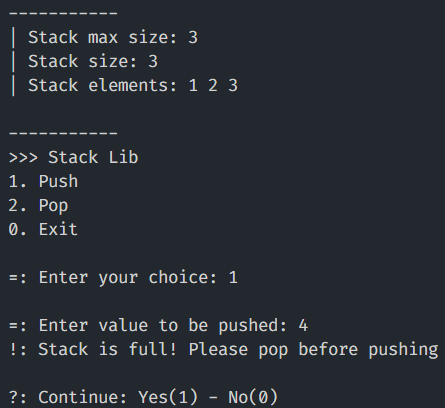 -----------
| Stack max size: 3
| Stack size: 3
| Stack elements: 1 2 3
-----------
>>> Stack Lib
1. Push
2. Pop
0. Exit
=: Enter your choice: 1
=: Enter value to be pushed: 4
!: Stack is full! Please pop before pushing
?: Continue: Yes(1) - No(0)